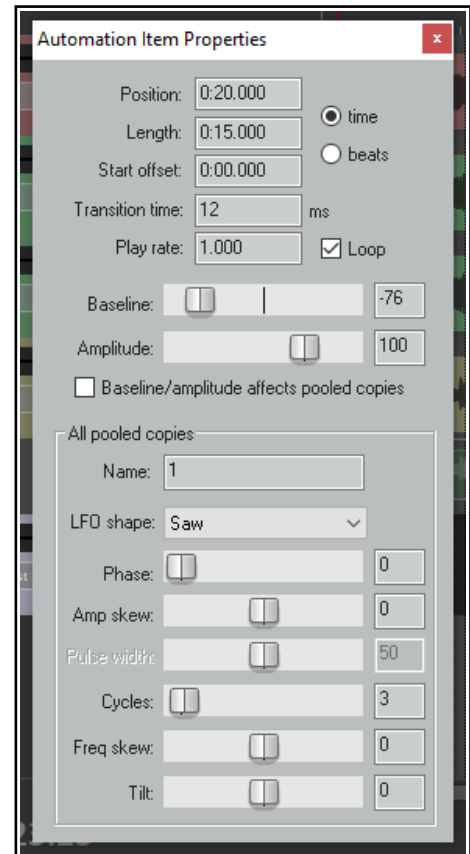 Automation Item Properties
x
Position: 0:20.000
time
Length: 0:15.000
beats
Start offset: 0:00.000
Transition time: 12 ms
Play rate: 1.000 Loop
Baseline: -76
Amplitude: 100
Baseline/amplitude affects pooled copies
All pooled copies
Name: 1
LFO shape: Saw
Phase: 0
Amp skew: 0
Pulse width: 50
Cycles: 3
Freq skew: 0
Tilt: 0